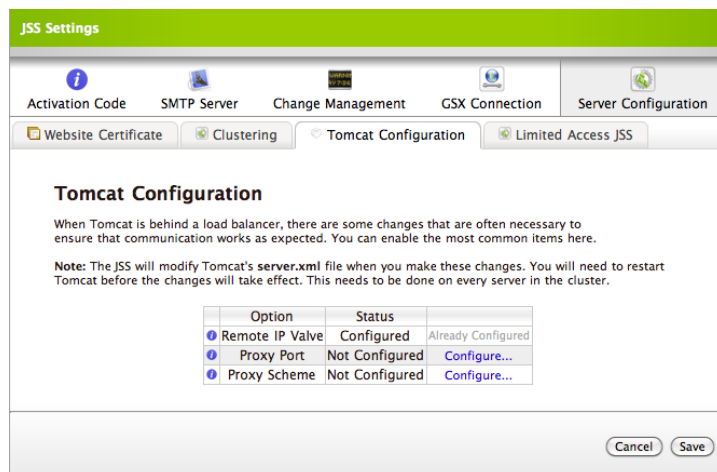 JSS Settings
Activation Code SMTP Server Change Management GSX Connection Server Configuration
Website Certificate Clustering Tomcat Configuration Limited Access JSS
Tomcat Configuration
When Tomcat is behind a load balancer, there are some changes that are often necessary to
ensure that communication works as expected. You can enable the most common items here.
Note: The JSS will modify Tomcat's server.xml file when you make these changes. You will need to restart
Tomcat before the changes will take effect. This needs to be done on every server in the cluster.
Option Status
Remote IP Valve Configured Already Configured
Proxy Port Not Configured Configure...
Proxy Scheme Not Configured Configure...
Cancel Save